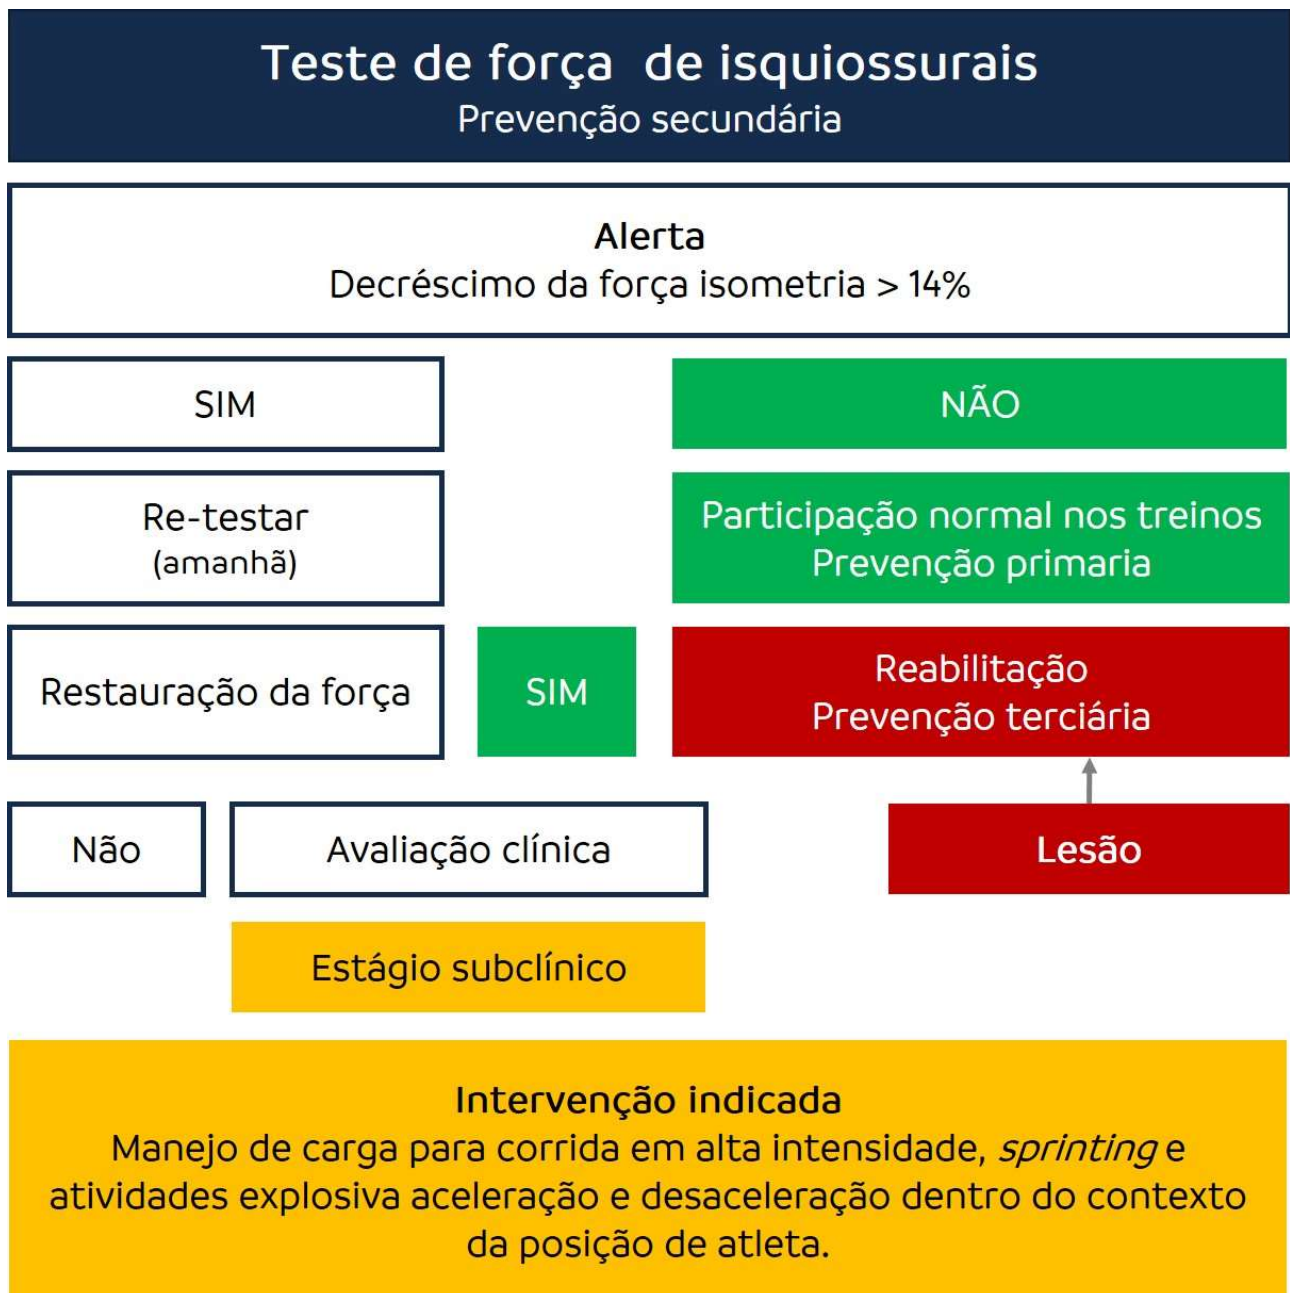 Teste de força de isquiossurais
Prevenção secundária
Alerta
Decréscimo da força isometria > 14%
SIM
NÃO
Re-testar
(amanhã)
Participação normal nos treinos
Prevenção primaria
Restauração da força
SIM
Reabilitação
Prevenção terciária
Não
Avaliação clínica
Lesão
Estágio subclínico
Intervenção indicada
Manejo de carga para corrida em alta intensidade, sprinting e
atividades explosiva aceleração e desaceleração dentro do contexto
da posição de atleta.